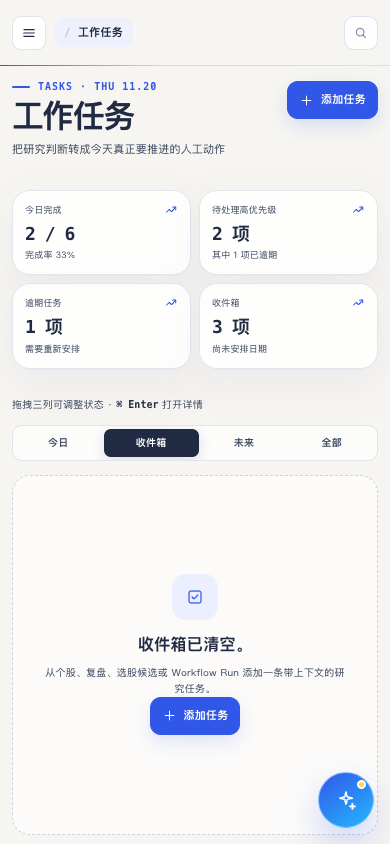 / 工作任务
TASKS · THU 11.20
工作任务
添加任务
把研究判断转成今天真正要推进的人工动作
今日完成
2 / 6
完成率 33%
待处理高优先级
2 项
其中 1 项已逾期
逾期任务
1 项
需要重新安排
收件箱
3 项
尚未安排日期
拖拽三列可调整状态 · ⌘ Enter 打开详情
今日 收件箱 未来 全部
收件箱已清空。
从个股、复盘、选股候选或 Workflow Run 添加一条带上下文的研
究任务。
添加任务